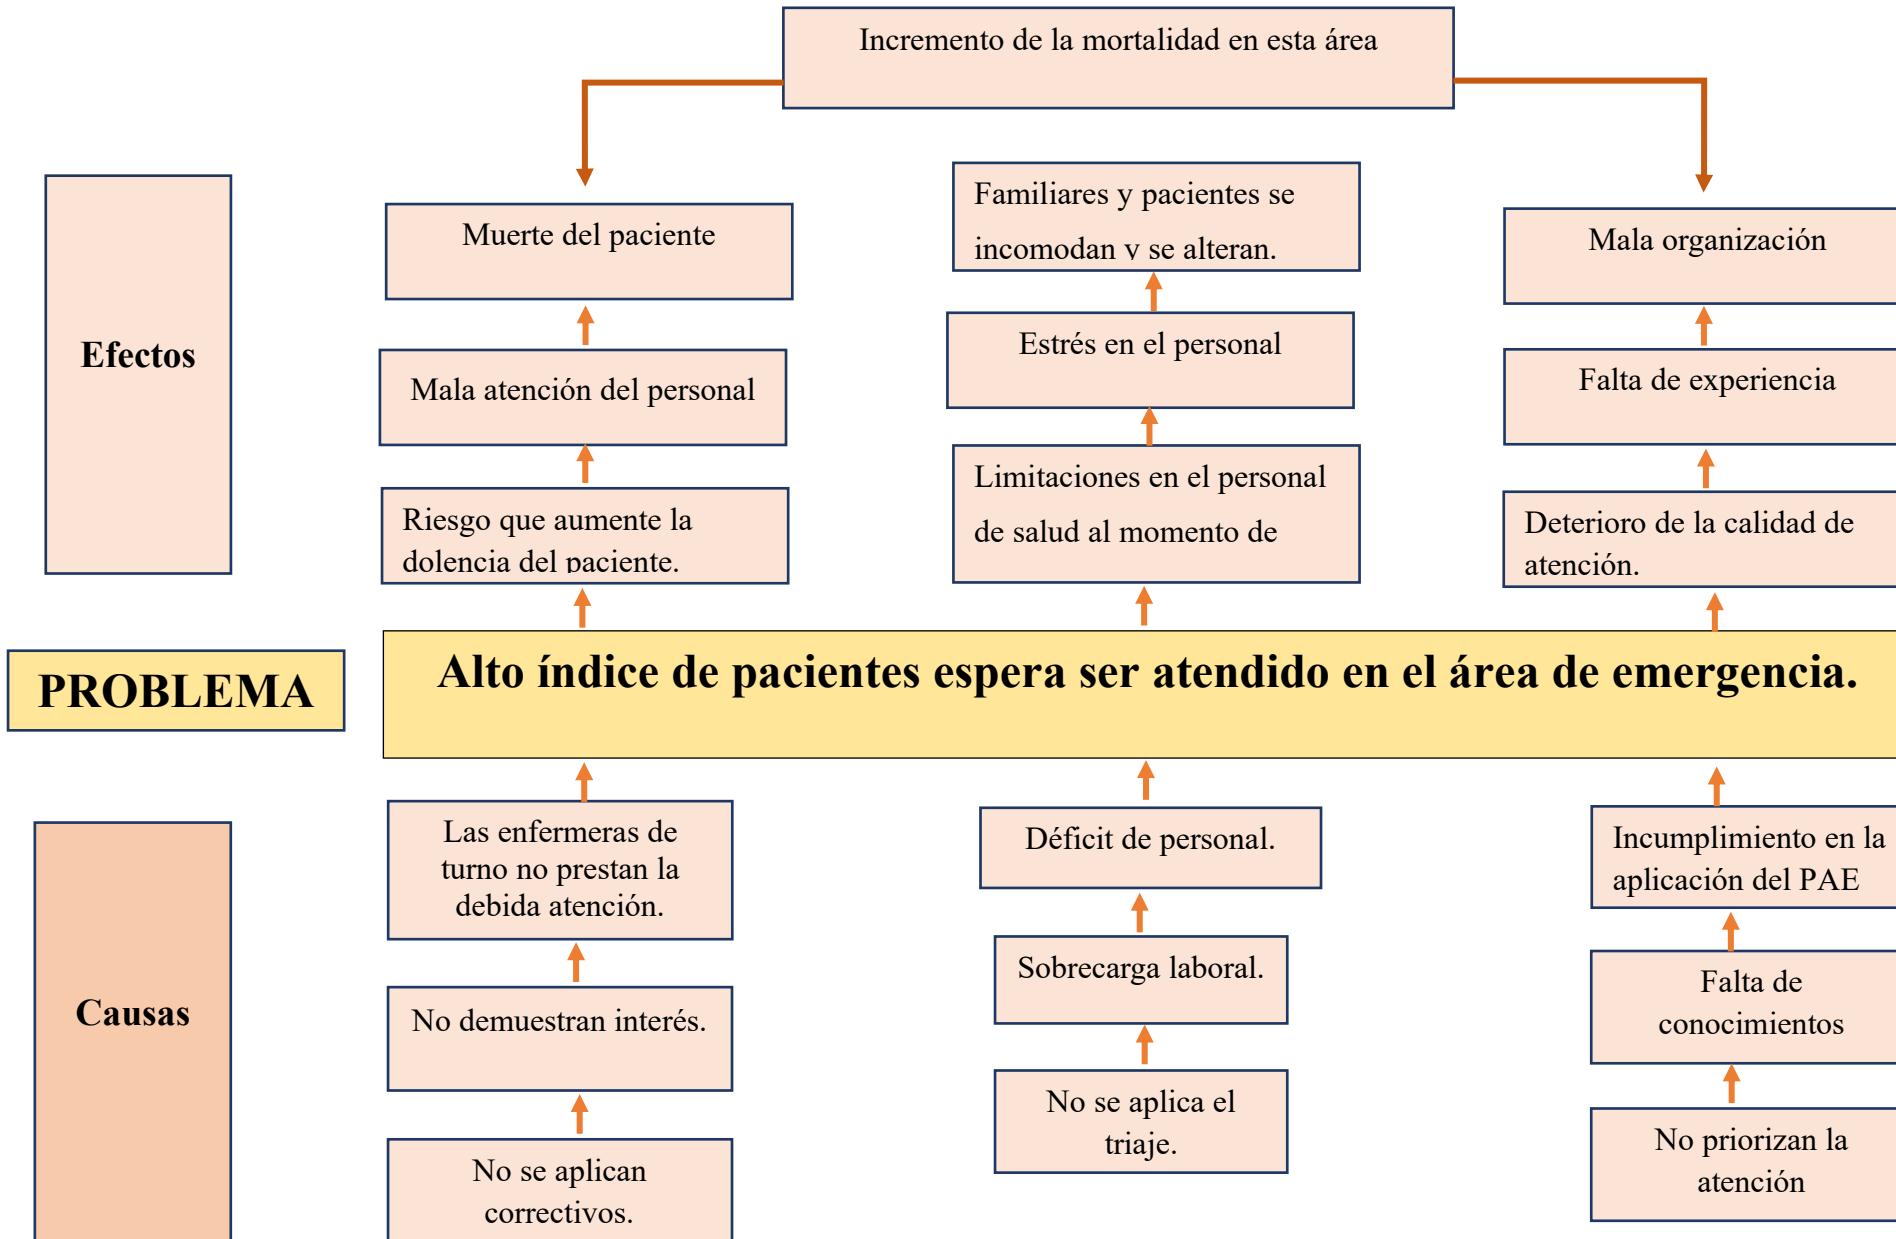 Incremento de la mortalidad en esta área
Efectos
Muerte del paciente
Mala atención del personal
Riesgo que aumente la
dolencia del paciente.
Familiares y pacientes se
incomodan y se alteran.
Estrés en el personal
Limitaciones en el personal
de salud al momento de
Mala organización
Falta de experiencia
Deterioro de la calidad de
atención.
PROBLEMA
Alto índice de pacientes espera ser atendido en el área de emergencia.
Causas
Las enfermeras de
turno no prestan la
debida atención.
No demuestran interés.
No se aplican
correctivos.
Déficit de personal.
Sobrecarga laboral.
No se aplica el
triaje.
Incumplimiento en la
aplicación del PAE
Falta de
conocimientos
No priorizan la
atención